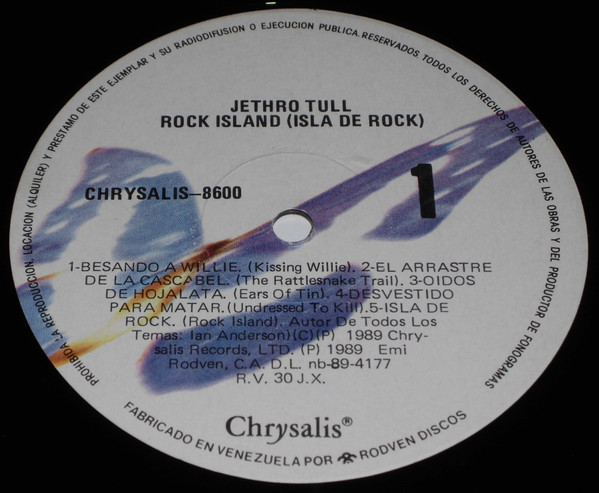 PROHIBIDA LA REPRODUCCION, LOCACION (ALQUILER) Y PRESTAMO DE ESTE EJEMPLAR Y SU RADIODIFUSION O EJECUCION PUBLICA. RESERVADOS TODOS LOS DERECHOS DE AUTORES DE LAS OBRAS Y DEL PRODUCTOR DE FONOGRAMAS
JETHRO TULL
ROCK ISLAND (ISLA DE ROCK)
CHRYSALIS-8600
1
1-BESANDO A WILLIE. (Kissing Willie). 2-EL ARRASTRE
DE LA CASCABEL. (The Rattlesnake Trail). 3-OIDOS
DE HOJALATA. (Ears Of Tin). 4-DESVESTIDO
PARA MATAR.(Undressed To Kill).5-ISLA DE
ROCK. (Rock Island). Autor De Todos Los
Temas: Ian Anderson)(C)(P) 1989 Chry-
salis Records, LTD. (P) 1989 Emi
Rodven, C.A. D.L. nb-89-4177
R.V. 30 J.X.
Chrysalis®
FABRICADO EN VENEZUELA POR RODVEN DISCOS